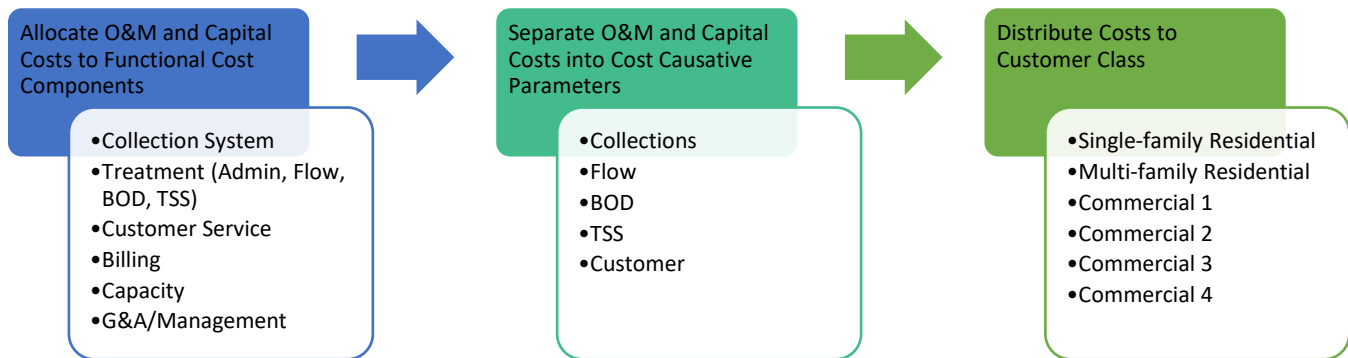 Allocate O&M and Capital
Costs to Functional Cost
Components
•Collection System
•Treatment (Admin, Flow,
BOD, TSS)
•Customer Service
•Billing
•Capacity
•G&A/Management
Separate O&M and Capital
Costs into Cost Causative
Parameters
•Collections
•Flow
•BOD
•TSS
•Customer
Distribute Costs to
Customer Class
•Single-family Residential
•Multi-family Residential
•Commercial 1
•Commercial 2
•Commercial 3
•Commercial 4